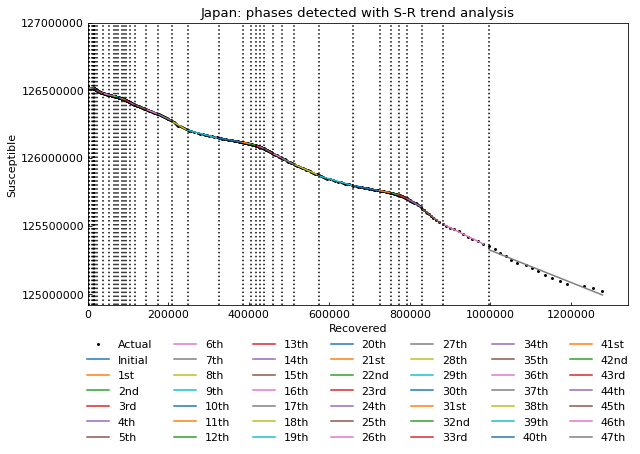 Japan: phases detected with S-R trend analysis
127000000
126500000
126000000
125500000
125000000
Susceptible
0 200000 400000 600000 800000 1000000 1200000
Recovered
Actual 6th 13th 20th 27th 34th 41st
Initial 7th 14th 21st 28th 35th 42nd
1st 8th 15th 22nd 29th 36th 43rd
2nd 9th 16th 23rd 30th 37th 44th
3rd 10th 17th 24th 31st 38th 45th
4th 11th 18th 25th 32nd 39th 46th
5th 12th 19th 26th 33rd 40th 47th